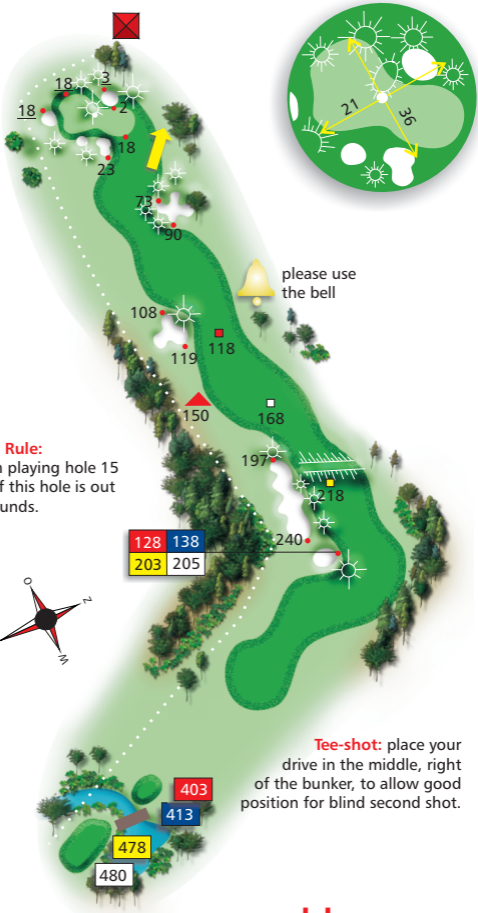 18
3
18
2
18
23
21
36
73
90
please use
the bell
108
118
119
150
168
Rule:
playing hole 15
f this hole is out
unds.
197
218
240
128 138
203 205
O
Z
W
Tee-shot: place your
drive in the middle, right
of the bunker, to allow good
position for blind second shot.
403
413
478
480